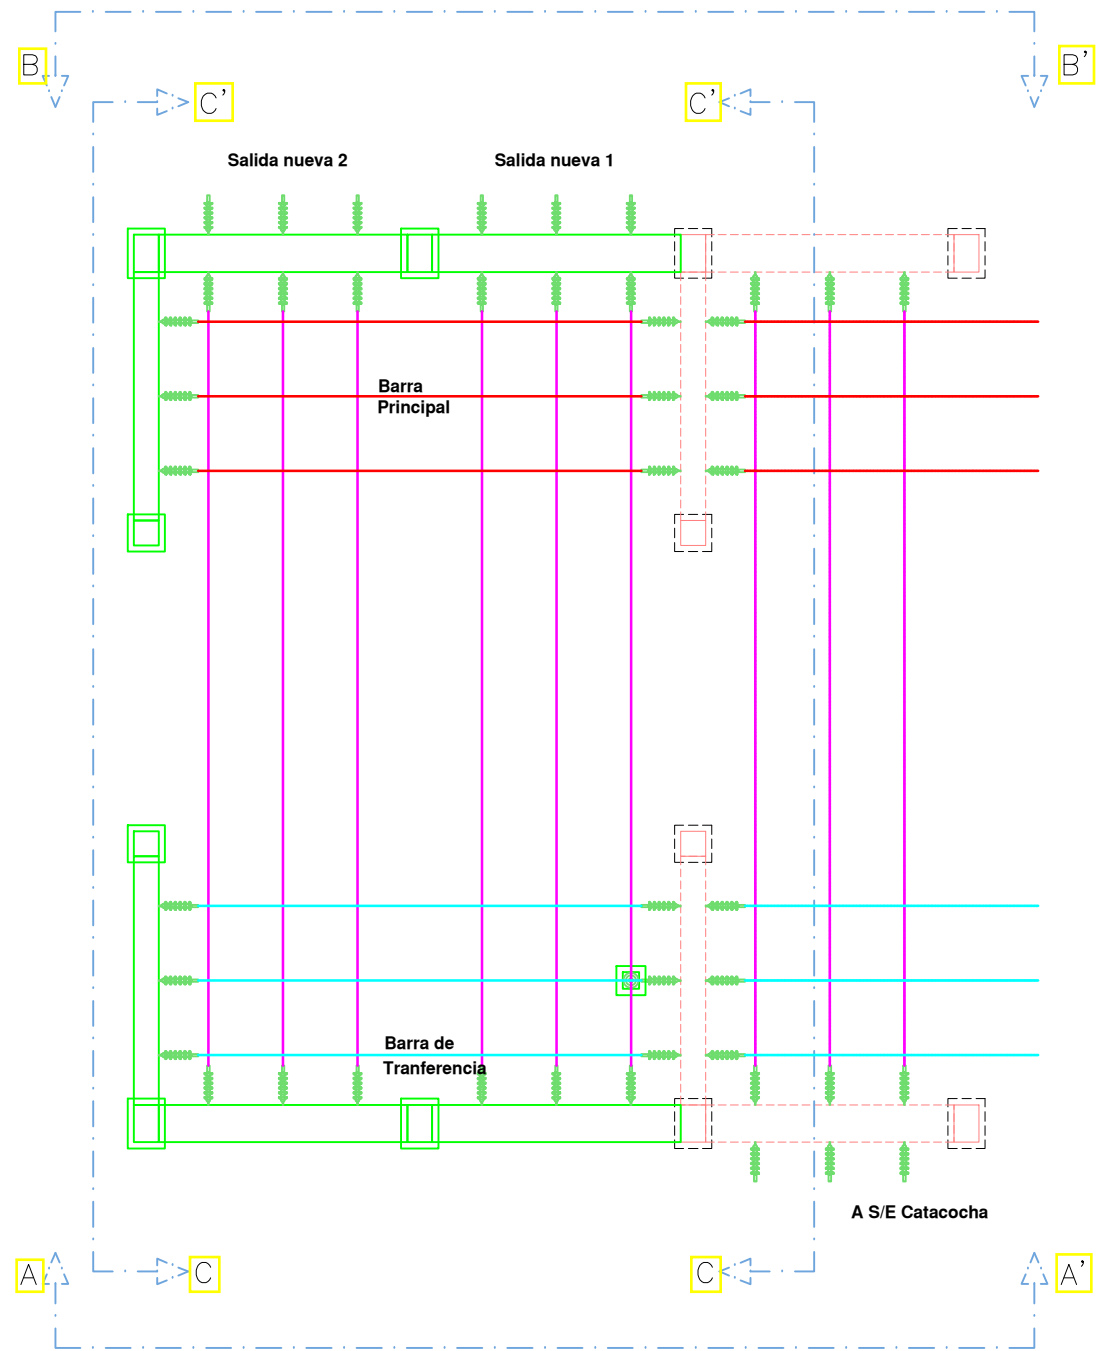 B
B'
C'
C'
Salida nueva 2
Salida nueva 1
Barra
Principal
Barra de
Tranferencia
A S/E Catacocha
A
C
C
A'